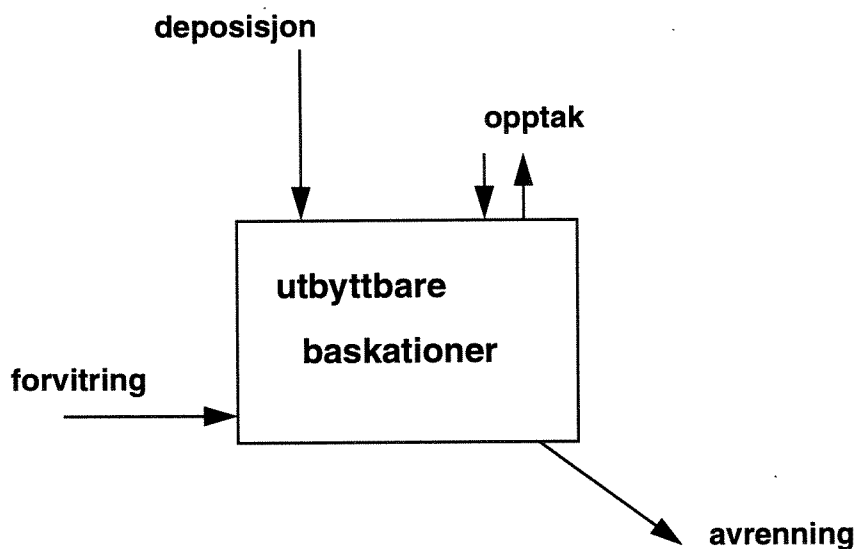 deposisjon
opptak
utbyttbare
baskationer
forvitring
avrenning